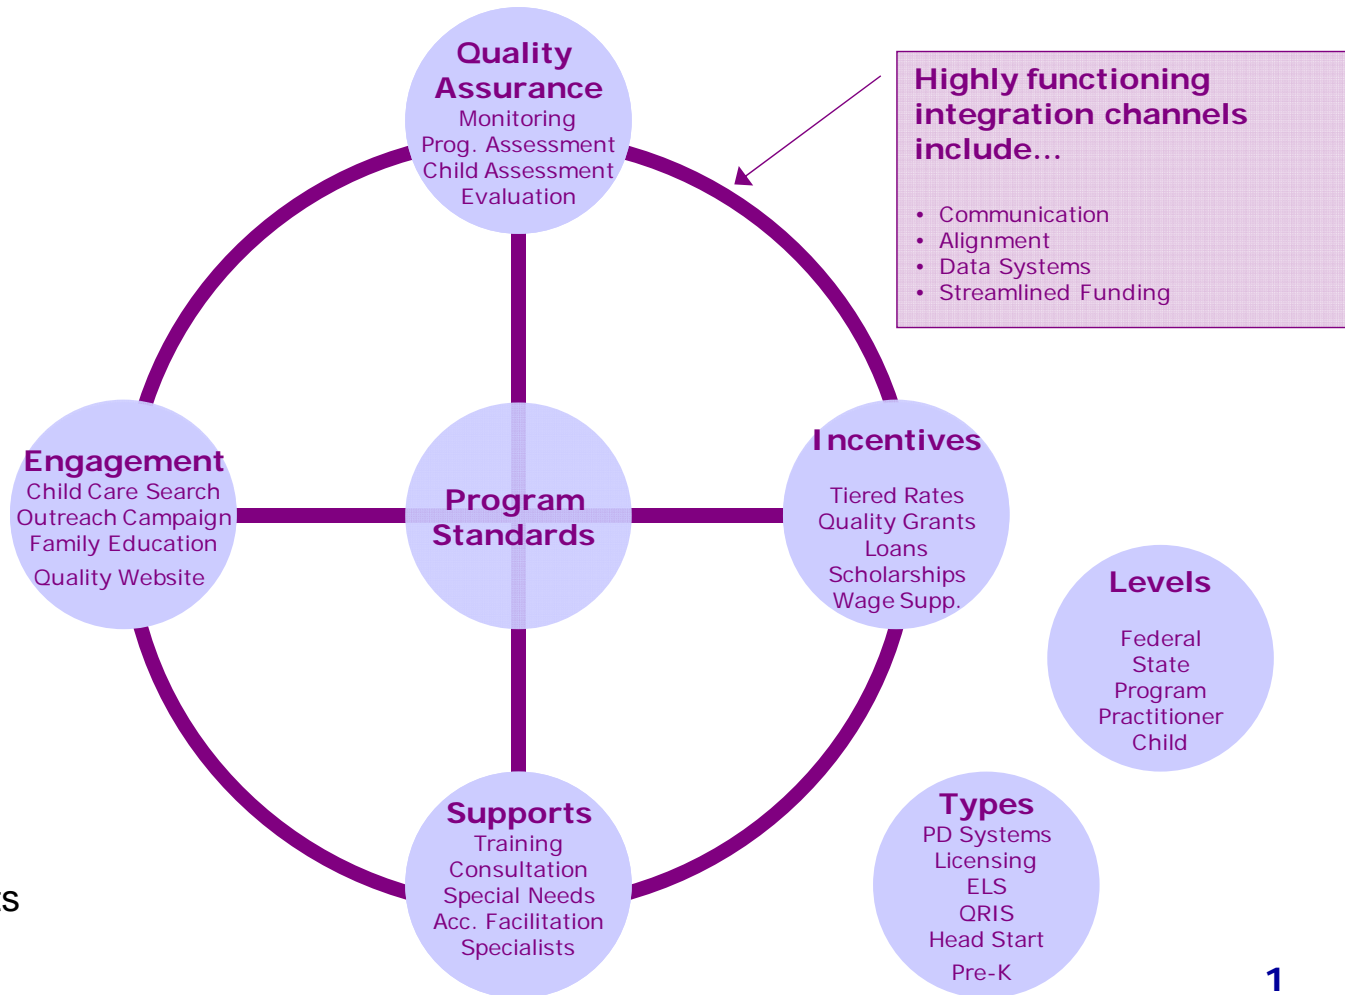 Quality
Assurance
Monitoring
Prog. Assessment
Child Assessment
Evaluation
Highly functioning
integration channels
include...
• Communication
• Alignment
• Data Systems
• Streamlined Funding
Engagement
Child Care Search
Outreach Campaign
Family Education
Quality Website
Program
Standards
Incentives
Tiered Rates
Quality Grants
Loans
Scholarships
Wage Supp.
Levels
Federal
State
Program
Practitioner
Child
Supports
Training
Consultation
Special Needs
Acc. Facilitation
Specialists
Types
PD Systems
Licensing
ELS
QRIS
Head Start
Pre-K
1